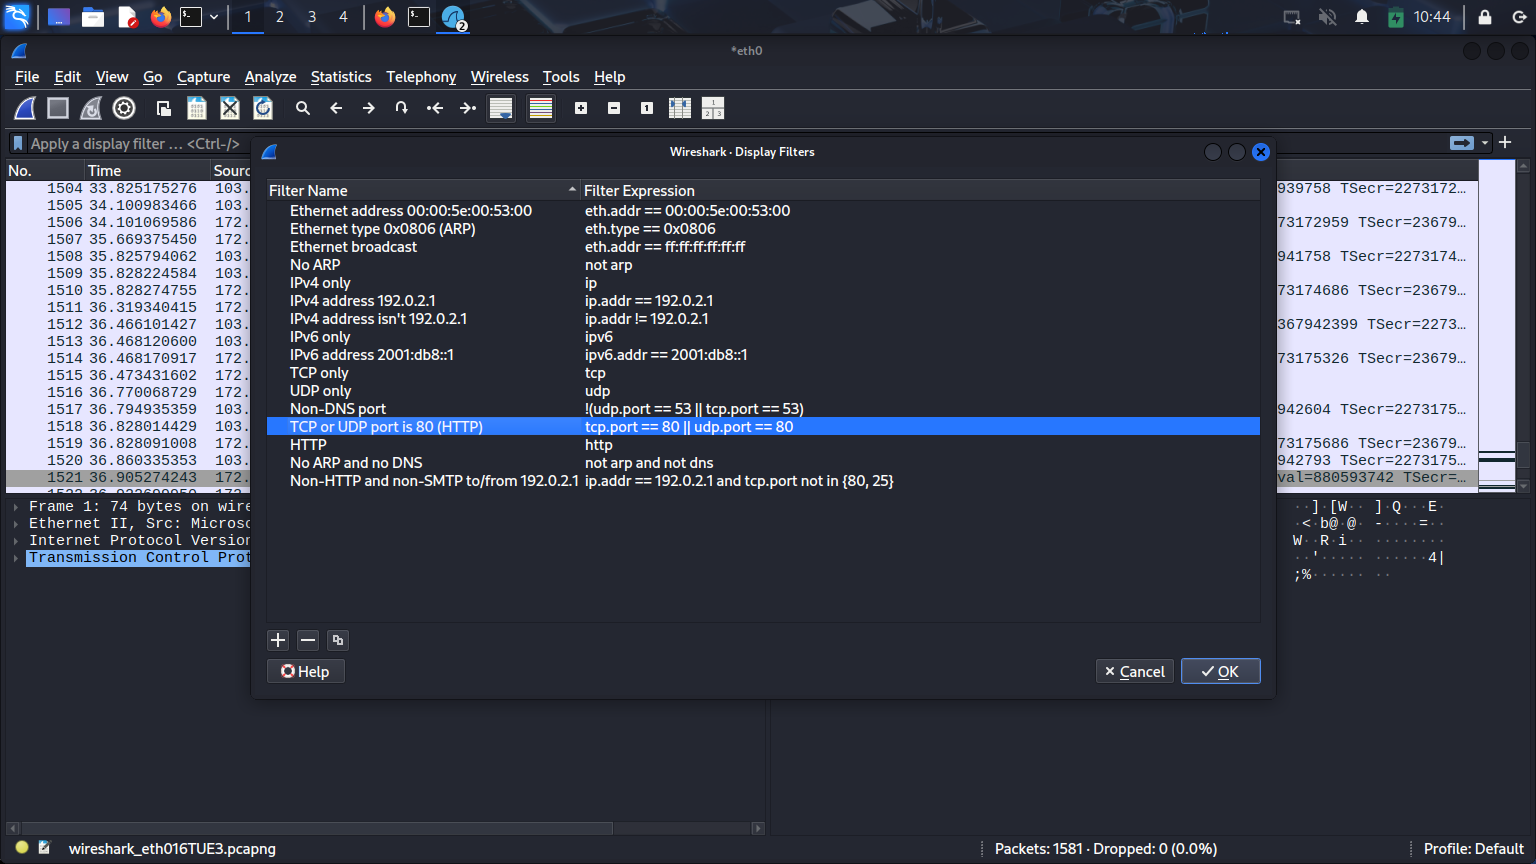 1 2 3 4 2 10:44
*eth0
File Edit View Go Capture Analyze Statistics Telephony Wireless Tools Help
Apply a display filter … <Ctrl-/>
Wireshark · Display Filters
No. Time Sourc
Filter Name Filter Expression
Ethernet address 00:00:5e:00:53:00 eth.addr == 00:00:5e:00:53:00
Ethernet type 0x0806 (ARP) eth.type == 0x0806
Ethernet broadcast eth.addr == ff:ff:ff:ff:ff:ff
No ARP not arp
IPv4 only ip
IPv4 address 192.0.2.1 ip.addr == 192.0.2.1
IPv4 address isn't 192.0.2.1 ip.addr != 192.0.2.1
IPv6 only ipv6
IPv6 address 2001:db8::1 ipv6.addr == 2001:db8::1
TCP only tcp
UDP only udp
Non-DNS port !(udp.port == 53 || tcp.port == 53)
TCP or UDP port is 80 (HTTP) tcp.port == 80 || udp.port == 80
HTTP http
No ARP and no DNS not arp and not dns
Non-HTTP and non-SMTP to/from 192.0.2.1 ip.addr == 192.0.2.1 and tcp.port not in {80, 25}
Help Cancel OK
1504 33.825175276 103. 939758 TSecr=2273172…
1505 34.100983466 103.
1506 34.101069586 172. 73172959 TSecr=23679…
1507 35.669375450 172.
1508 35.825794062 103. 941758 TSecr=2273174…
1509 35.828224584 103.
1510 35.828274755 172. 73174686 TSecr=23679…
1511 36.319340415 172.
1512 36.466101427 103. 367942399 TSecr=2273…
1513 36.468120600 103.
1514 36.468170917 172. 73175326 TSecr=23679…
1515 36.473431602 172.
1516 36.770068729 172.
1517 36.794935359 103. 942604 TSecr=2273175…
1518 36.828014429 103.
1519 36.828091008 172. 73175686 TSecr=23679…
1520 36.860335353 103. 942793 TSecr=2273175…
1521 36.905274243 172. val=880593742 TSecr=…
Frame 1: 74 bytes on wire
Ethernet II, Src: Microso
Internet Protocol Version
Transmission Control Prot
··]·[W·· ]·Q···E·
·<·b@·@· -····=··
W··R·i·· ········
··'····· ······4|
;%······ ··
wireshark_eth016TUE3.pcapng Packets: 1581 · Dropped: 0 (0.0%) Profile: Default